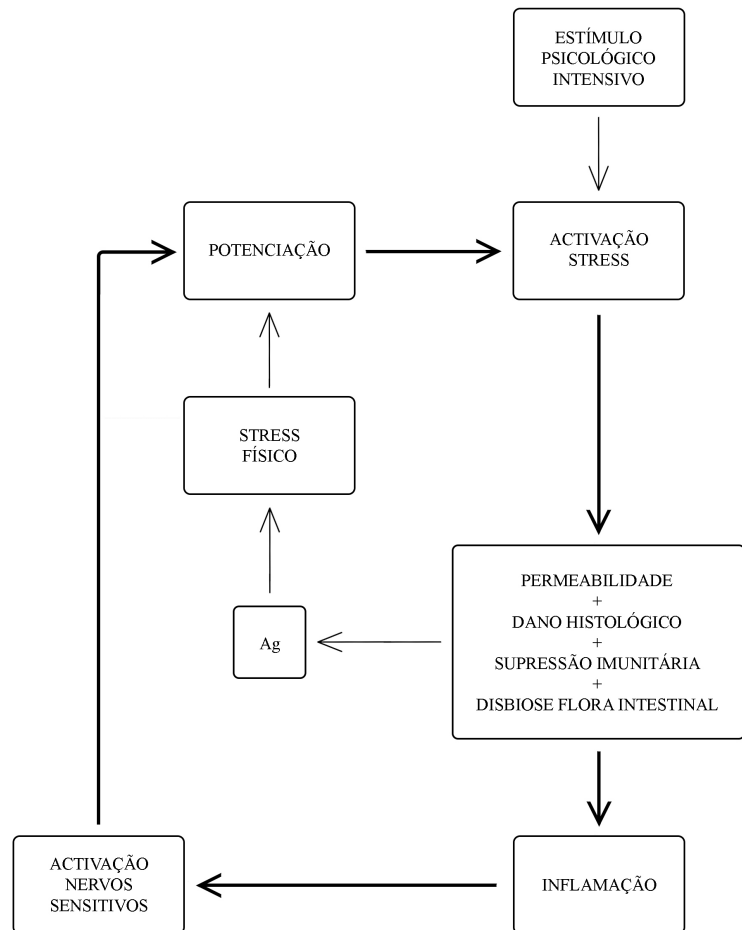 ESTÍMULO
PSICOLÓGICO
INTENSIVO
POTENCIAÇÃO
ACTIVAÇÃO
STRESS
STRESS
FÍSICO
PERMEABILIDADE
+
DANO HISTOLÓGICO
+
SUPRESSÃO IMUNITÁRIA
+
DISBIOSE FLORA INTESTINAL
Ag
ACTIVAÇÃO
NERVOS
SENSITIVOS
INFLAMAÇÃO